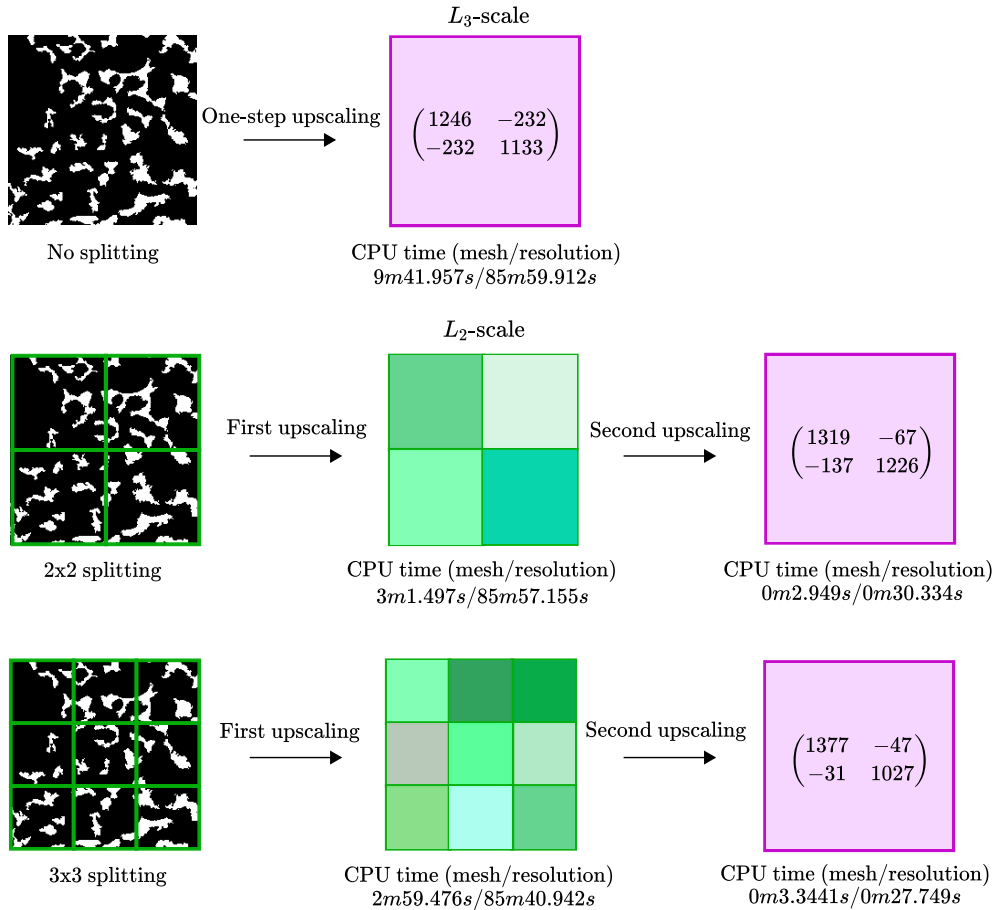 L₃-scale
One-step upscaling
(1246 −232
−232 1133)
No splitting
CPU time (mesh/resolution)
9m41.957s/85m59.912s
L₂-scale
First upscaling
Second upscaling
(1319 −67
−137 1226)
2x2 splitting
CPU time (mesh/resolution)
3m1.497s/85m57.155s
CPU time (mesh/resolution)
0m2.949s/0m30.334s
First upscaling
Second upscaling
(1377 −47
−31 1027)
3x3 splitting
CPU time (mesh/resolution)
2m59.476s/85m40.942s
CPU time (mesh/resolution)
0m3.3441s/0m27.749s